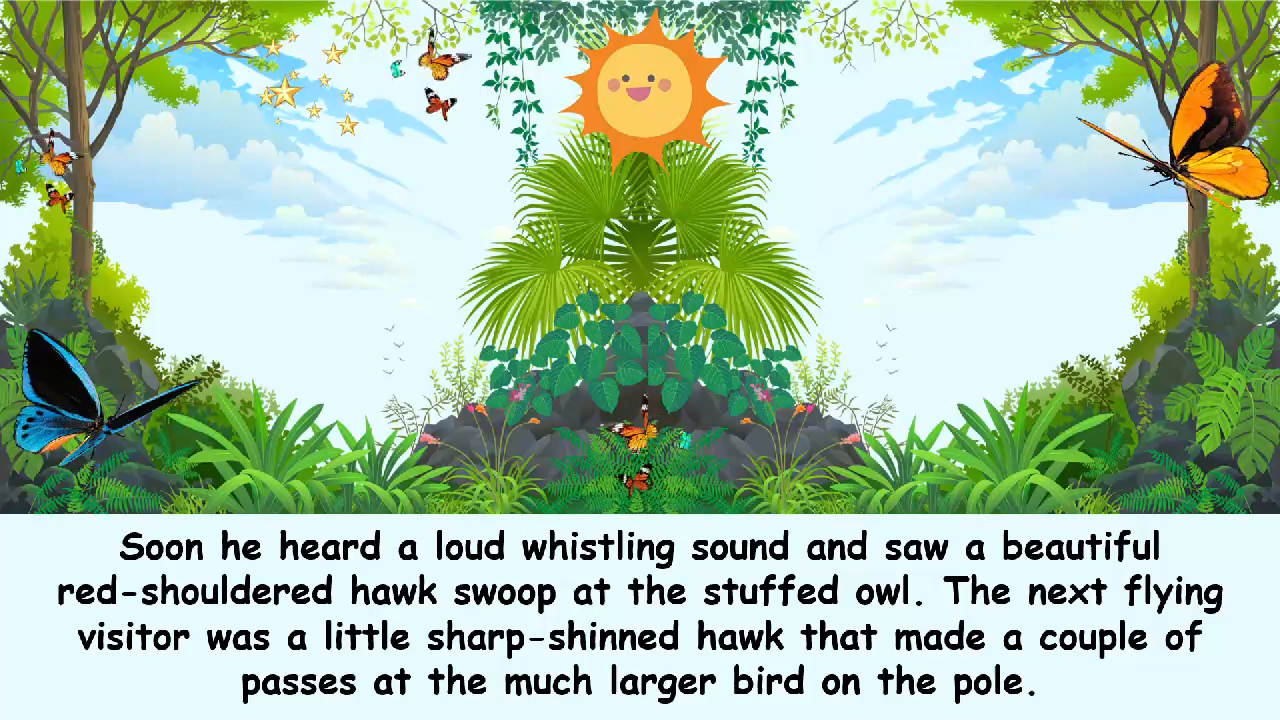 Soon he heard a loud whistling sound and saw a beautiful
red-shouldered hawk swoop at the stuffed owl. The next flying
visitor was a little sharp-shinned hawk that made a couple of
passes at the much larger bird on the pole.